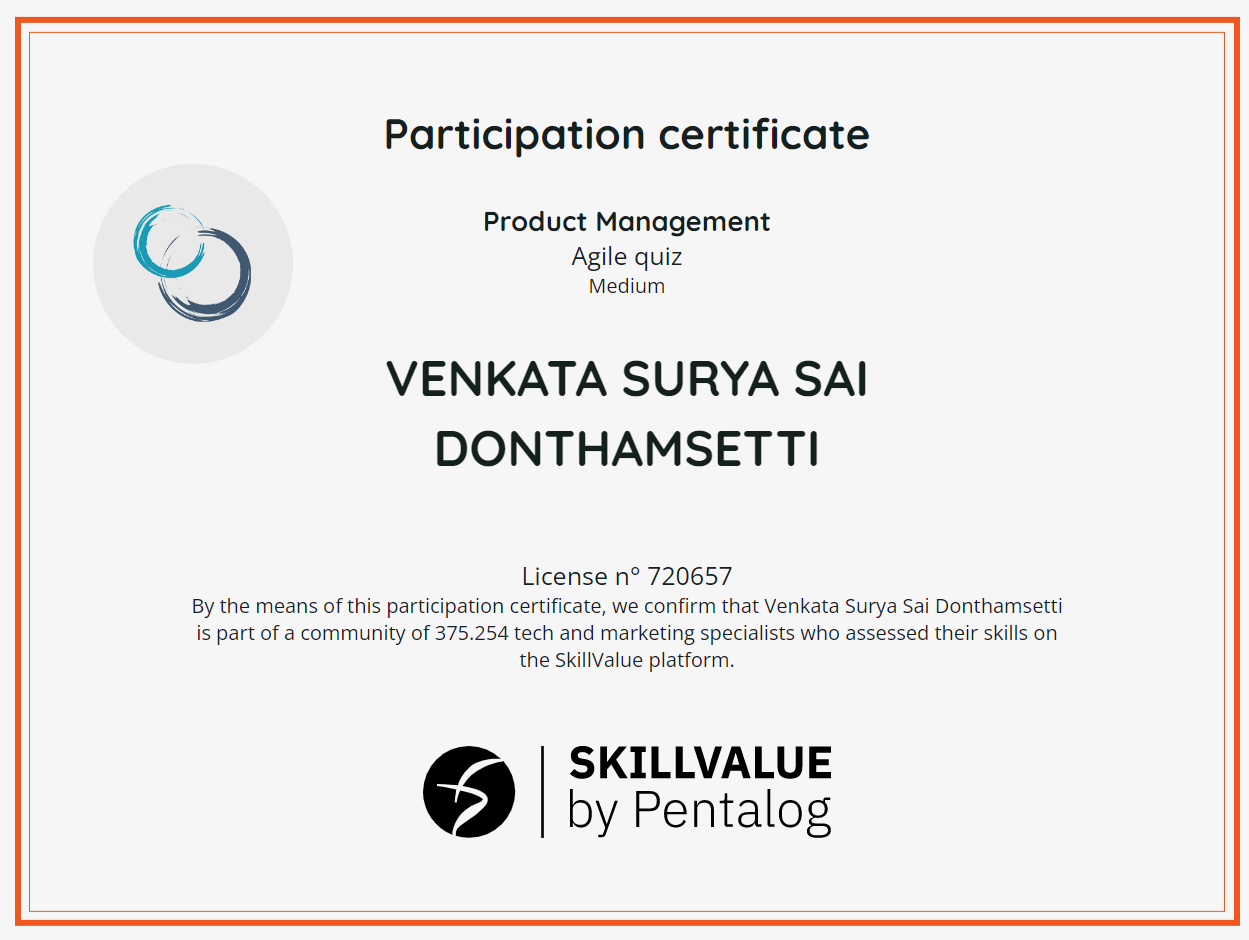 Participation certificate
Product Management
Agile quiz
Medium
VENKATA SURYA SAI
DONTHAMSETTI
License n° 720657
By the means of this participation certificate, we confirm that Venkata Surya Sai Donthamsetti
is part of a community of 375.254 tech and marketing specialists who assessed their skills on
the SkillValue platform.
SKILLVALUE
by Pentalog